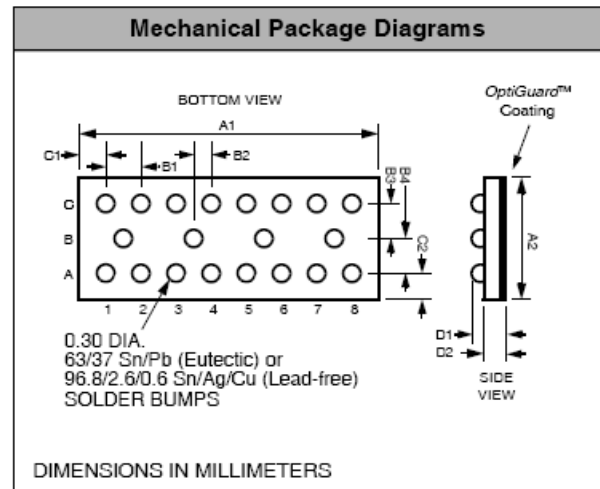 Mechanical Package Diagrams
BOTTOM VIEW
OptiGuard™
Coating
A1
C1
B1
B2
B3
B4
C2
A2
C
B
A
1 2 3 4 5 6 7 8
D1
D2
SIDE
VIEW
0.30 DIA.
63/37 Sn/Pb (Eutectic) or
96.8/2.6/0.6 Sn/Ag/Cu (Lead-free)
SOLDER BUMPS
DIMENSIONS IN MILLIMETERS